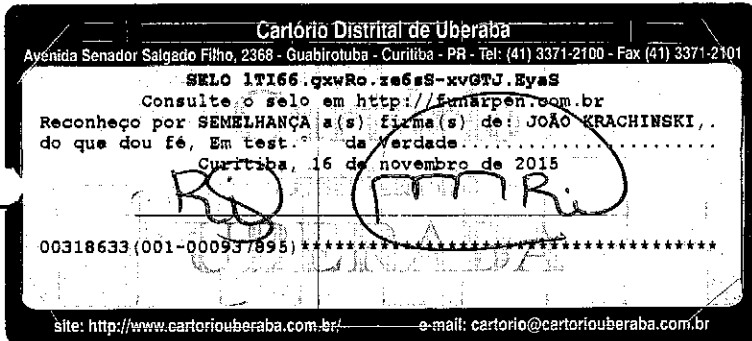 Cartório Distrital de Uberaba
Avenida Senador Salgado Filho, 2368 - Guabirotuba - Curitiba - PR - Tel: (41) 3371-2100 - Fax (41) 3371-2101
SELO 1TI66.qxwRo.ze6sS-xvGTJ.EyaS
Consulte o selo em http://funarpen.com.br
Reconheço por SEMELHANÇA a(s) firma(s) de: JOÃO KRACHINSKI,.
do que dou fé, Em test. da Verdade......................
Curitiba, 16 de novembro de 2015
00318633(001-000937895)****************************************
UBERABA
site: http://www.cartoriouberaba.com.br/ e-mail: cartorio@cartoriouberaba.com.br